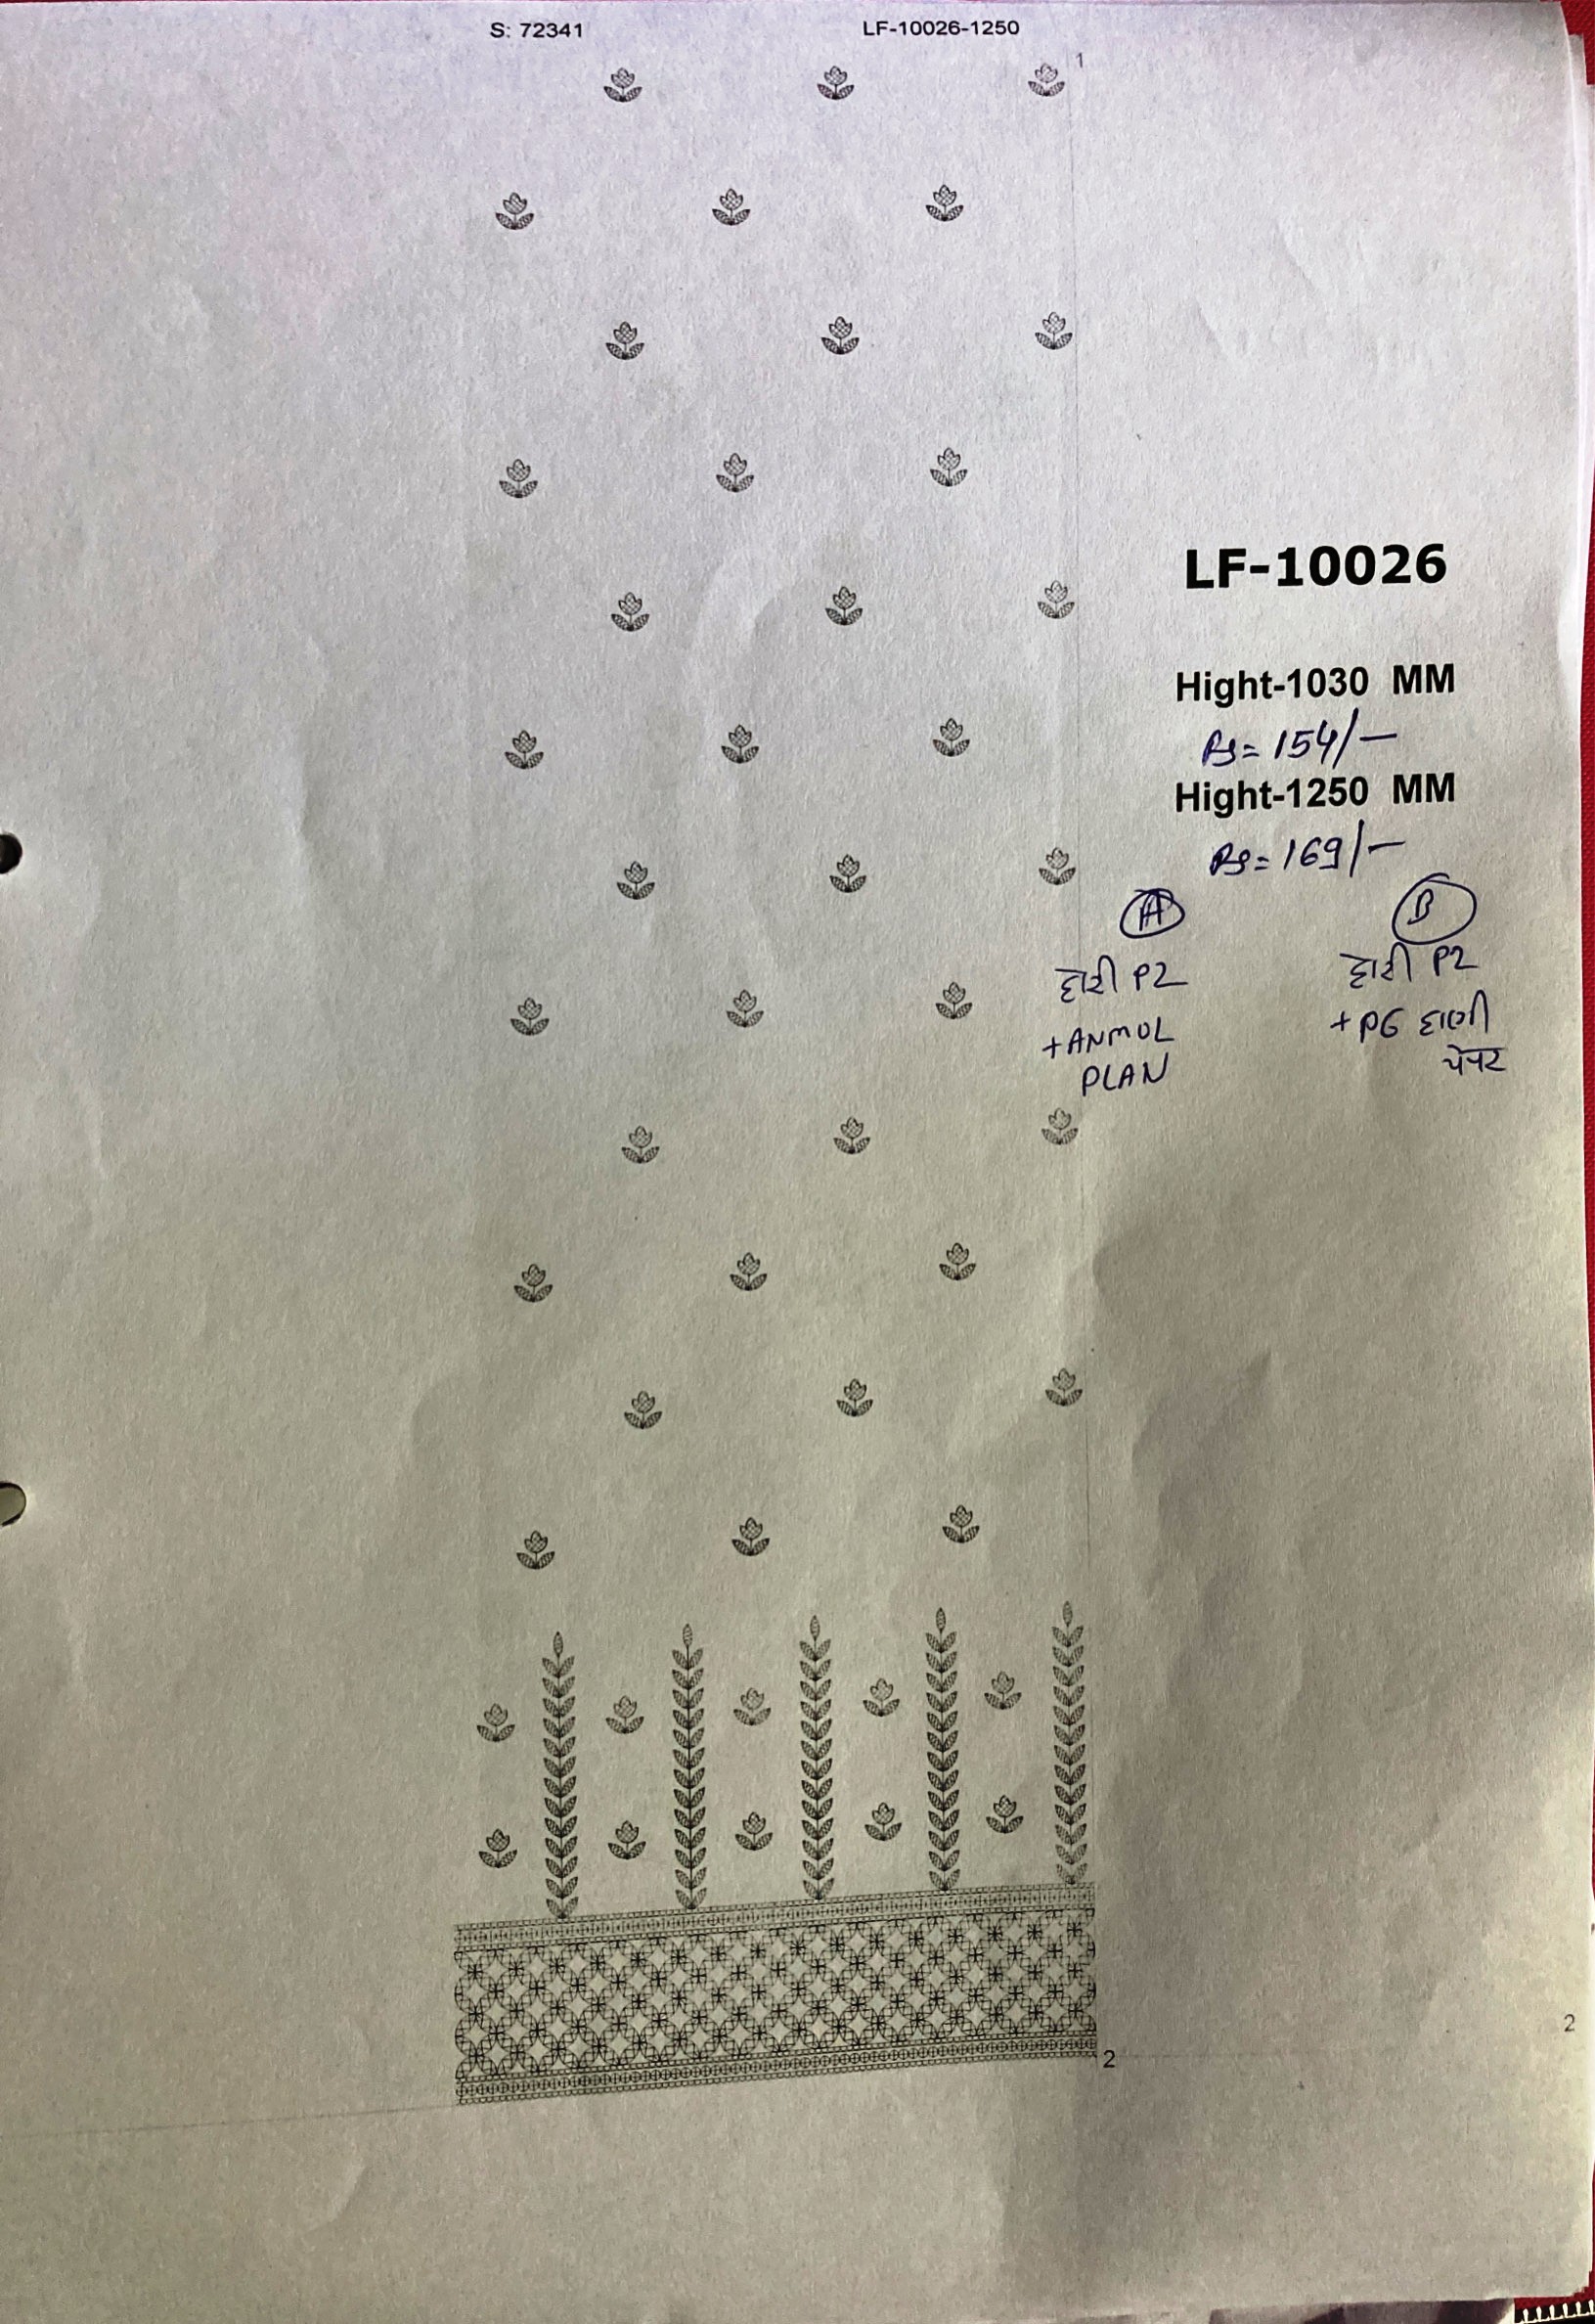 S: 72341 LF-10026-1250
1
LF-10026
Hight-1030 MM
Rs= 154/-
Hight-1250 MM
Rs= 169/-
A B
P2 P2
+ANMOL + PG
PLAN पेपर
2
2